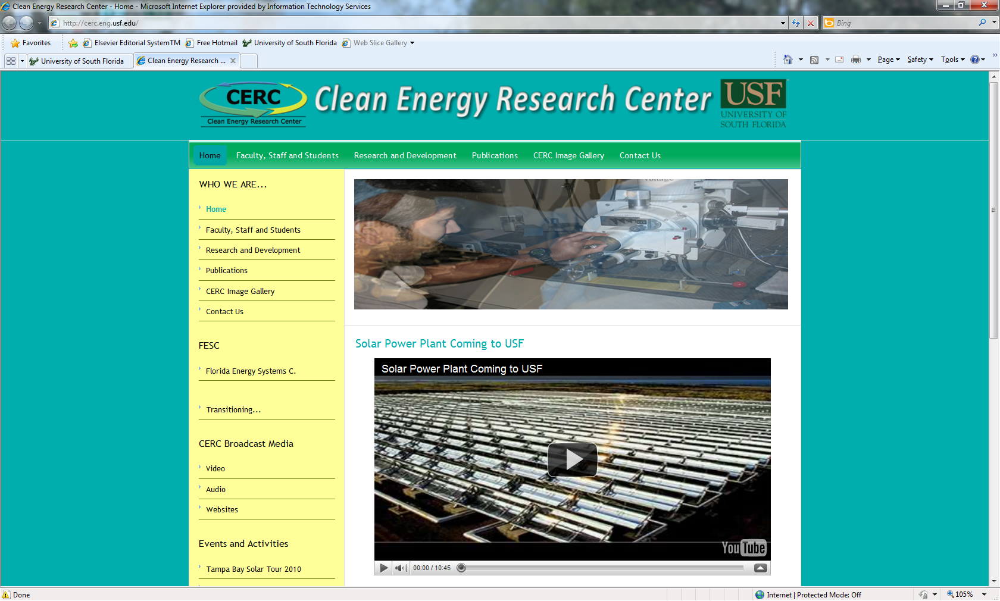 Clean Energy Research Center - Home - Microsoft Internet Explorer provided by Information Technology Services
http://cerc.eng.usf.edu/
Bing
Favorites
Elsevier Editorial SystemTM
Free Hotmail
University of South Florida
Web Slice Gallery
University of South Florida
Clean Energy Research ...
Page
Safety
Tools
CERC
Clean Energy Research Center
Clean Energy Research Center
USF
UNIVERSITY OF
SOUTH FLORIDA
Home
Faculty, Staff and Students
Research and Development
Publications
CERC Image Gallery
Contact Us
WHO WE ARE...
Home
Faculty, Staff and Students
Research and Development
Publications
CERC Image Gallery
Contact Us
FESC
Florida Energy Systems C.
Transitioning...
CERC Broadcast Media
Video
Audio
Websites
Events and Activities
Tampa Bay Solar Tour 2010
Solar Power Plant Coming to USF
Solar Power Plant Coming to USF
YouTube
00:00 / 10:45
Done
Internet | Protected Mode: Off
105%